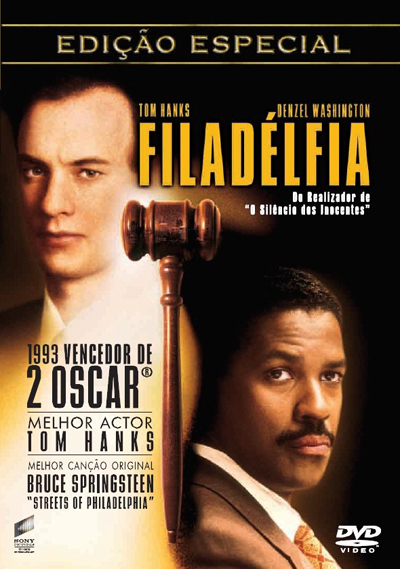 EDIÇÃO ESPECIAL
TOM HANKS DENZEL WASHINGTON
FILADÉLFIA
Do Realizador de
"O Silêncio dos Inocentes"
1993 VENCEDOR DE
2 OSCAR®
MELHOR ACTOR
TOM HANKS
MELHOR CANÇÃO ORIGINAL
BRUCE SPRINGSTEEN
"STREETS OF PHILADELPHIA"
SONY
DVD
VIDEO